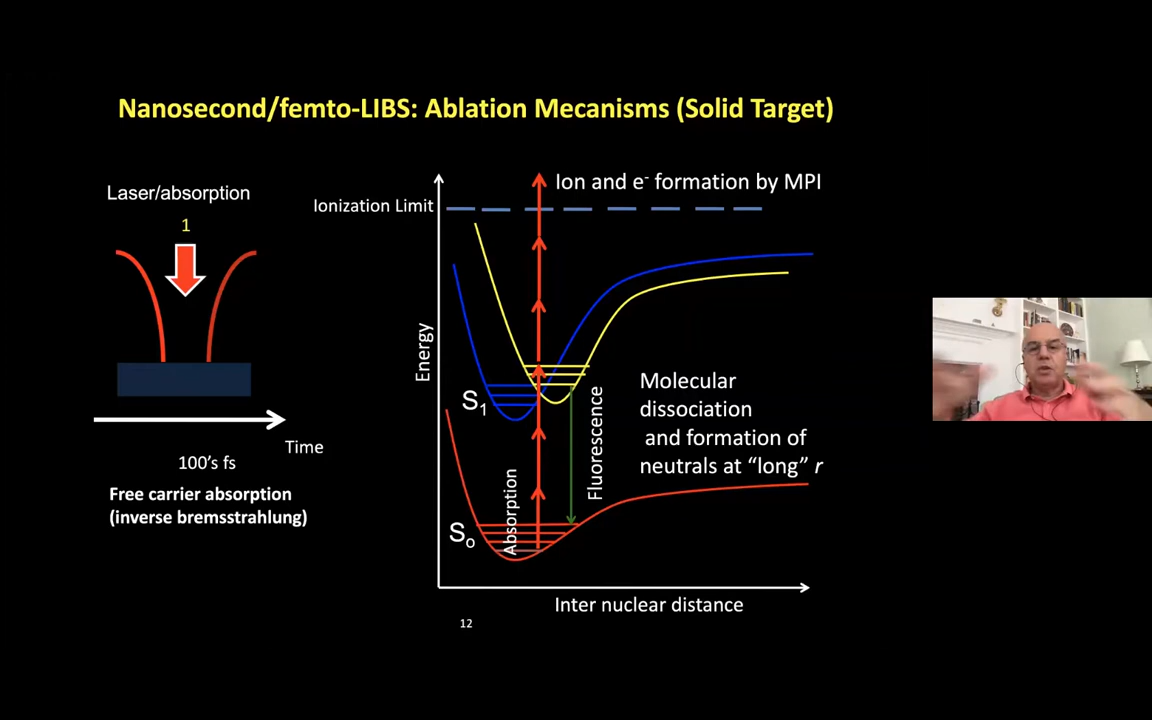 Nanosecond/femto-LIBS: Ablation Mecanisms (Solid Target)
Laser/absorption
1
Time
100's fs
Free carrier absorption
(inverse bremsstrahlung)
Ion and e- formation by MPI
Ionization Limit
Energy
S1
So
Absorption
Fluorescence
Molecular
dissociation
and formation of
neutrals at “long” r
Inter nuclear distance
12